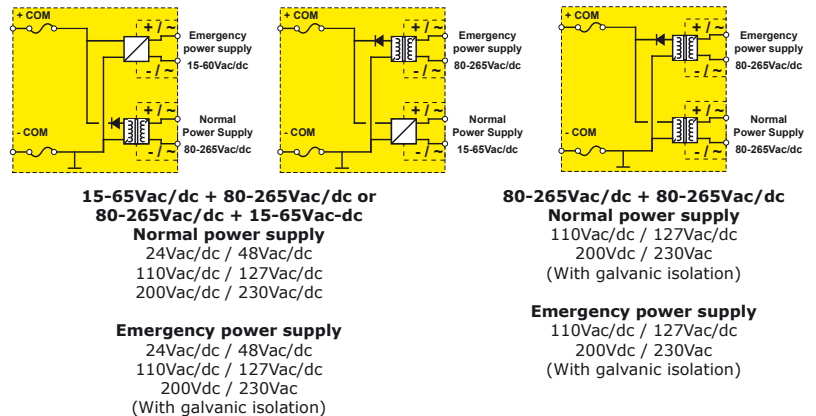 + COM
+ / ~
Emergency
power supply
15-60Vac/dc
- / ~
+ / ~
Normal
Power Supply
80-265Vac/dc
- COM
- / ~
+ COM
+ / ~
Emergency
power supply
80-265Vac/dc
- / ~
+ / ~
Normal
Power Supply
15-65Vac/dc
- COM
- / ~
+ COM
+ / ~
Emergency
power supply
80-265Vac/dc
- / ~
+ / ~
Normal
Power Supply
80-265Vac/dc
- COM
- / ~
15-65Vac/dc + 80-265Vac/dc or
80-265Vac/dc + 15-65Vac-dc
Normal power supply
24Vac/dc / 48Vac/dc
110Vac/dc / 127Vac/dc
200Vac/dc / 230Vac/dc
Emergency power supply
24Vac/dc / 48Vac/dc
110Vac/dc / 127Vac/dc
200Vdc / 230Vac
(With galvanic isolation)
80-265Vac/dc + 80-265Vac/dc
Normal power supply
110Vac/dc / 127Vac/dc
200Vdc / 230Vac
(With galvanic isolation)
Emergency power supply
110Vac/dc / 127Vac/dc
200Vdc / 230Vac
(With galvanic isolation)